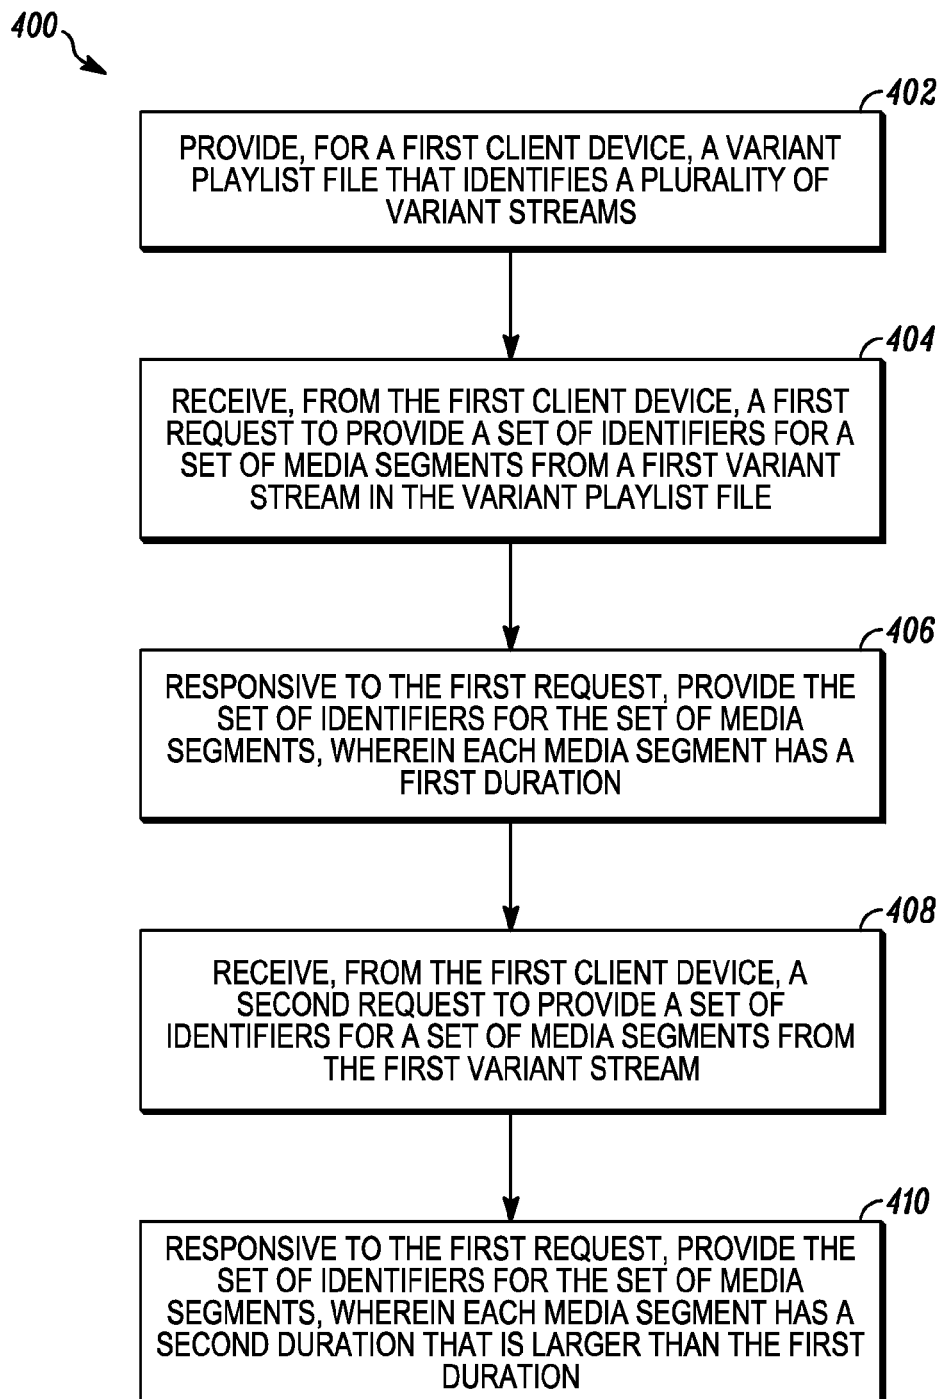 400
402
PROVIDE, FOR A FIRST CLIENT DEVICE, A VARIANT
PLAYLIST FILE THAT IDENTIFIES A PLURALITY OF
VARIANT STREAMS
404
RECEIVE, FROM THE FIRST CLIENT DEVICE, A FIRST
REQUEST TO PROVIDE A SET OF IDENTIFIERS FOR A
SET OF MEDIA SEGMENTS FROM A FIRST VARIANT
STREAM IN THE VARIANT PLAYLIST FILE
406
RESPONSIVE TO THE FIRST REQUEST, PROVIDE THE
SET OF IDENTIFIERS FOR THE SET OF MEDIA
SEGMENTS, WHEREIN EACH MEDIA SEGMENT HAS A
FIRST DURATION
408
RECEIVE, FROM THE FIRST CLIENT DEVICE, A
SECOND REQUEST TO PROVIDE A SET OF
IDENTIFIERS FOR A SET OF MEDIA SEGMENTS FROM
THE FIRST VARIANT STREAM
410
RESPONSIVE TO THE FIRST REQUEST, PROVIDE THE
SET OF IDENTIFIERS FOR THE SET OF MEDIA
SEGMENTS, WHEREIN EACH MEDIA SEGMENT HAS A
SECOND DURATION THAT IS LARGER THAN THE FIRST
DURATION